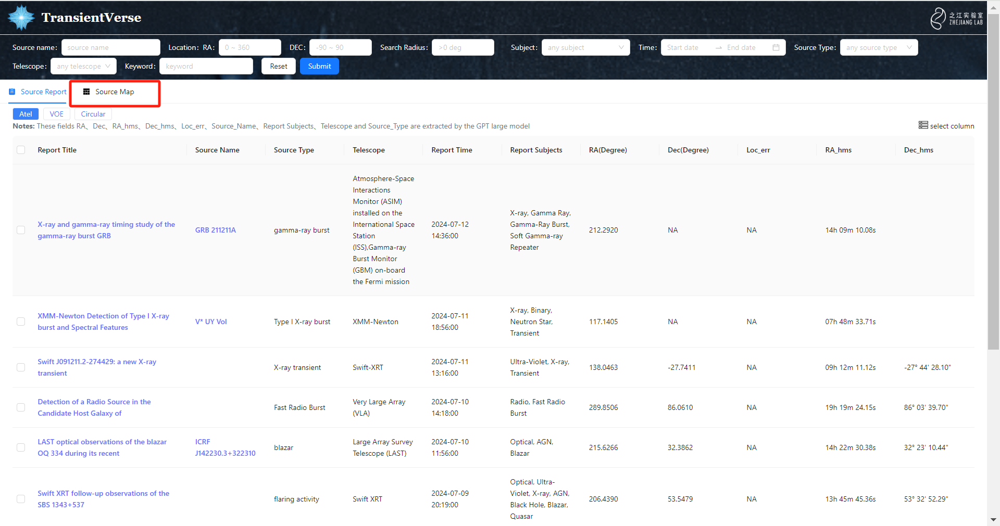 TransientVerse
之江实验室
ZHEJIANG LAB
Source name: source name Location: RA: 0 ~ 360 DEC: -90 ~ 90 Search Radius: >0 deg Subject: any subject Time: Start date → End date Source Type: any source type
Telescope: any telescope Keyword: keyword Reset Submit
Source Report Source Map
Atel VOE Circular
Notes: These fields RA、Dec、RA_hms、Dec_hms、Loc_err、Source_Name、Report Subjects、Telescope and Source_Type are extracted by the GPT large model
select column
Report Title Source Name Source Type Telescope Report Time Report Subjects RA(Degree) Dec(Degree) Loc_err RA_hms Dec_hms
X-ray and gamma-ray timing study of the
gamma-ray burst GRB
GRB 211211A
gamma-ray burst
Atmosphere-Space
Interactions
Monitor (ASIM)
installed on the
International Space
Station
(ISS),Gamma-ray
Burst Monitor
(GBM) on-board
the Fermi mission
2024-07-12
14:36:00
X-ray, Gamma Ray,
Gamma-Ray Burst,
Soft Gamma-ray
Repeater
212.2920
NA
NA
14h 09m 10.08s
XMM-Newton Detection of Type I X-ray
burst and Spectral Features
V* UY Vol
Type I X-ray burst
XMM-Newton
2024-07-11
18:56:00
X-ray, Binary,
Neutron Star,
Transient
117.1405
NA
NA
07h 48m 33.71s
Swift J091211.2-274429: a new X-ray
transient
X-ray transient
Swift-XRT
2024-07-11
13:16:00
Ultra-Violet, X-ray,
Transient
138.0463
-27.7411
NA
09h 12m 11.12s
-27° 44' 28.10"
Detection of a Radio Source in the
Candidate Host Galaxy of
Fast Radio Burst
Very Large Array
(VLA)
2024-07-10
14:18:00
Radio, Fast Radio
Burst
289.8506
86.0610
NA
19h 19m 24.15s
86° 03' 39.70"
LAST optical observations of the blazar
OQ 334 during its recent
ICRF
J142230.3+322310
blazar
Large Array Survey
Telescope (LAST)
2024-07-10
11:56:00
Optical, AGN,
Blazar
215.6266
32.3862
NA
14h 22m 30.38s
32° 23' 10.44"
Swift XRT follow-up observations of the
SBS 1343+537
flaring activity
Swift XRT
2024-07-09
20:19:00
Optical, Ultra-
Violet, X-ray, AGN,
Black Hole, Blazar,
Quasar
206.4390
53.5479
NA
13h 45m 45.36s
53° 32' 52.29"